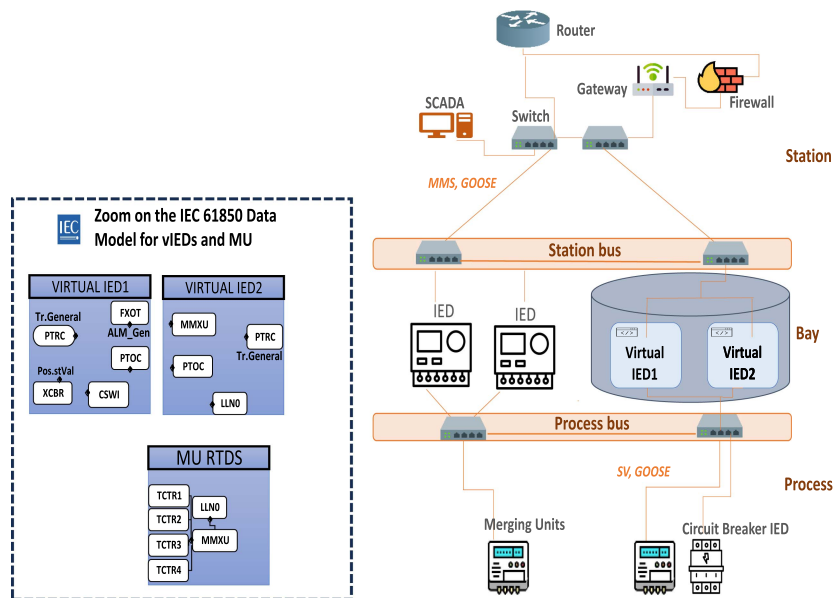 Router
Gateway
Firewall
SCADA
Switch
Station
MMS, GOOSE
IEC
Zoom on the IEC 61850 Data
Model for vIEDs and MU
VIRTUAL IED1
Tr.General
PTRC
FXOT
ALM_Gen
PTOC
Pos.stVal
XCBR
CSWI
VIRTUAL IED2
MMXU
PTRC
Tr.General
PTOC
LLN0
MU RTDS
TCTR1
TCTR2
TCTR3
TCTR4
LLN0
MMXU
Station bus
IED
IED
</>
</>
Virtual
IED1
Virtual
IED2
Bay
Process bus
SV, GOOSE
Process
Merging Units
Circuit Breaker IED